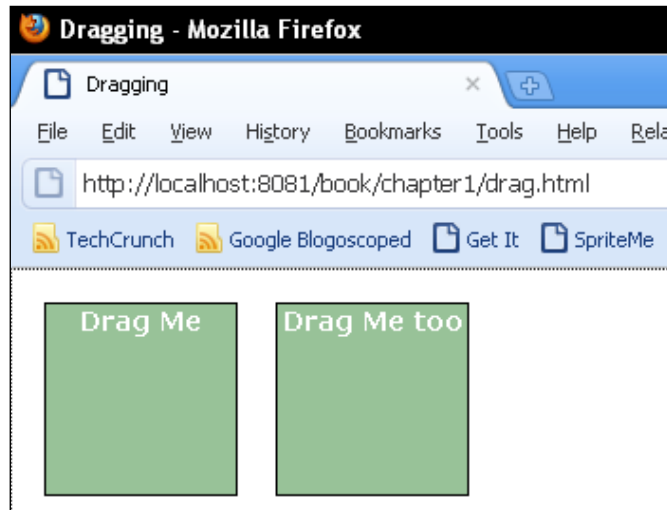 Dragging - Mozilla Firefox
Dragging
File Edit View History Bookmarks Tools Help Rela
http://localhost:8081/book/chapter1/drag.html
TechCrunch Google Blogoscoped Get It SpriteMe
Drag Me Drag Me too